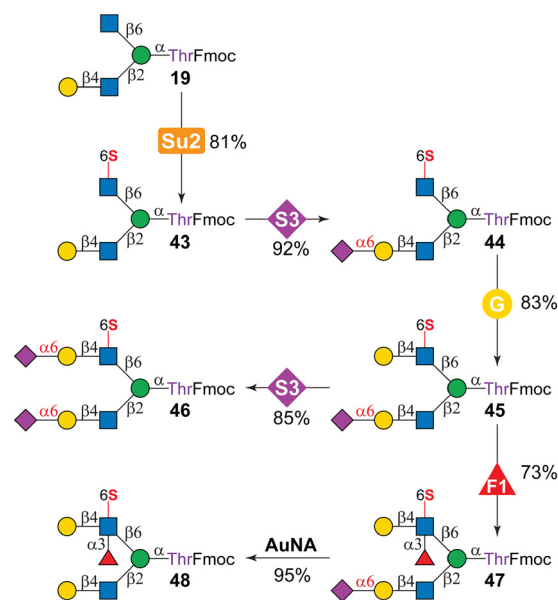 β6
α
ThrFmoc
β4
β2
19
Su2
81%
6S
β6
α
ThrFmoc
β4
β2
43
S3
92%
6S
β6
α
ThrFmoc
α6
β4
β2
44
G
83%
6S
α6
β4
β6
α
ThrFmoc
α6
β4
β2
46
S3
85%
6S
β4
β6
α
ThrFmoc
α6
β4
β2
45
F1
73%
6S
β4
β6
α3
α
ThrFmoc
β4
β2
48
AuNA
95%
6S
β4
β6
α3
α
ThrFmoc
α6
β4
β2
47